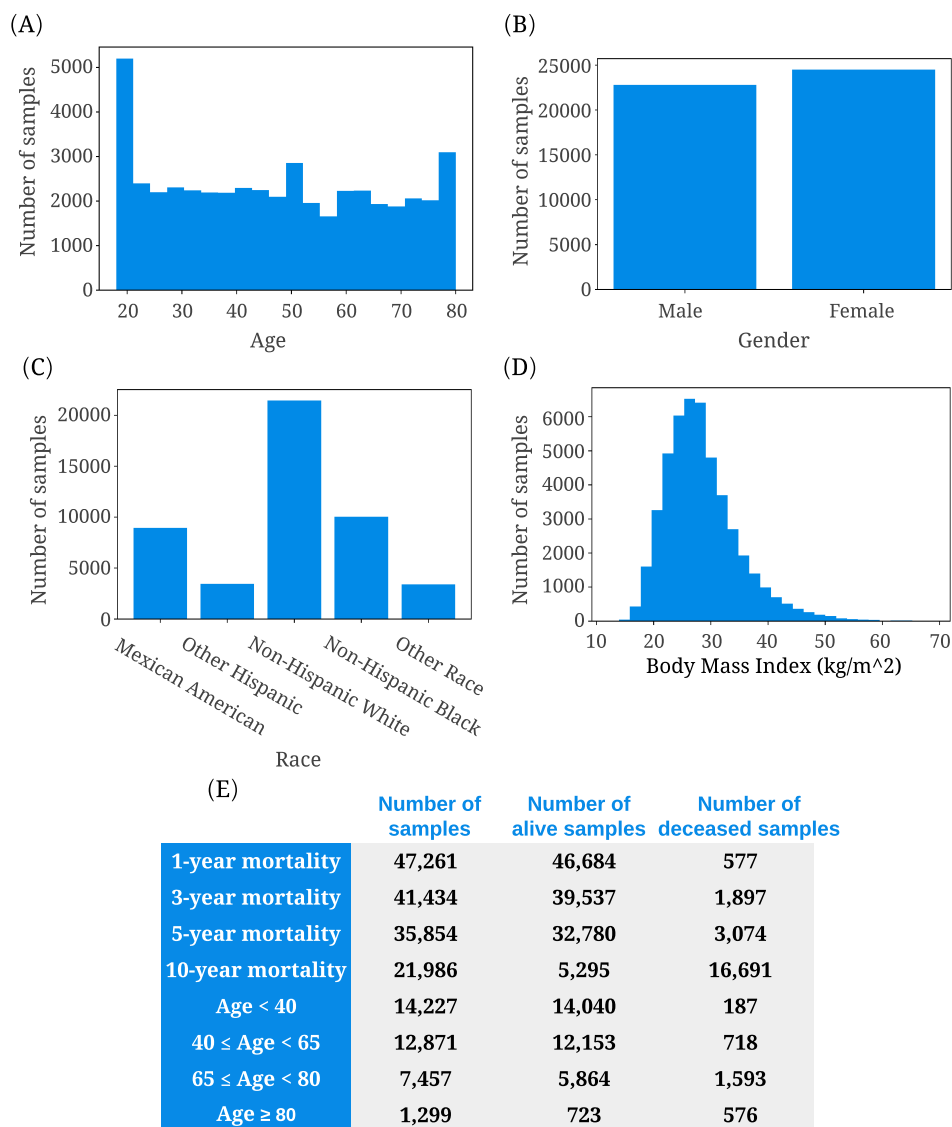 (A)
Number of samples
5000
4000
3000
2000
1000
0
20 30 40 50 60 70 80
Age
(B)
Number of samples
25000
20000
15000
10000
5000
0
Male Female
Gender
(C)
Number of samples
20000
15000
10000
5000
0
Mexican American
Other Hispanic
Non-Hispanic White
Non-Hispanic Black
Other Race
Race
(D)
Number of samples
6000
5000
4000
3000
2000
1000
0
10 20 30 40 50 60 70
Body Mass Index (kg/m^2)
(E)
Number of samples Number of alive samples Number of deceased samples
1-year mortality 47,261 46,684 577
3-year mortality 41,434 39,537 1,897
5-year mortality 35,854 32,780 3,074
10-year mortality 21,986 5,295 16,691
Age < 40 14,227 14,040 187
40 ≤ Age < 65 12,871 12,153 718
65 ≤ Age < 80 7,457 5,864 1,593
Age ≥ 80 1,299 723 576